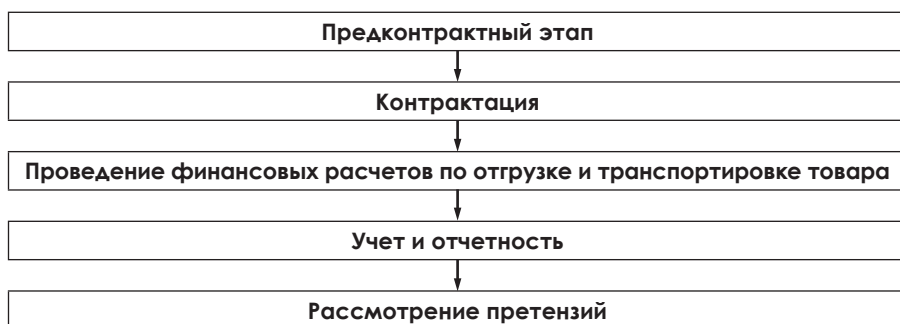 Предконтрактный этап
Контрактация
Проведение финансовых расчетов по отгрузке и транспортировке товара
Учет и отчетность
Рассмотрение претензий